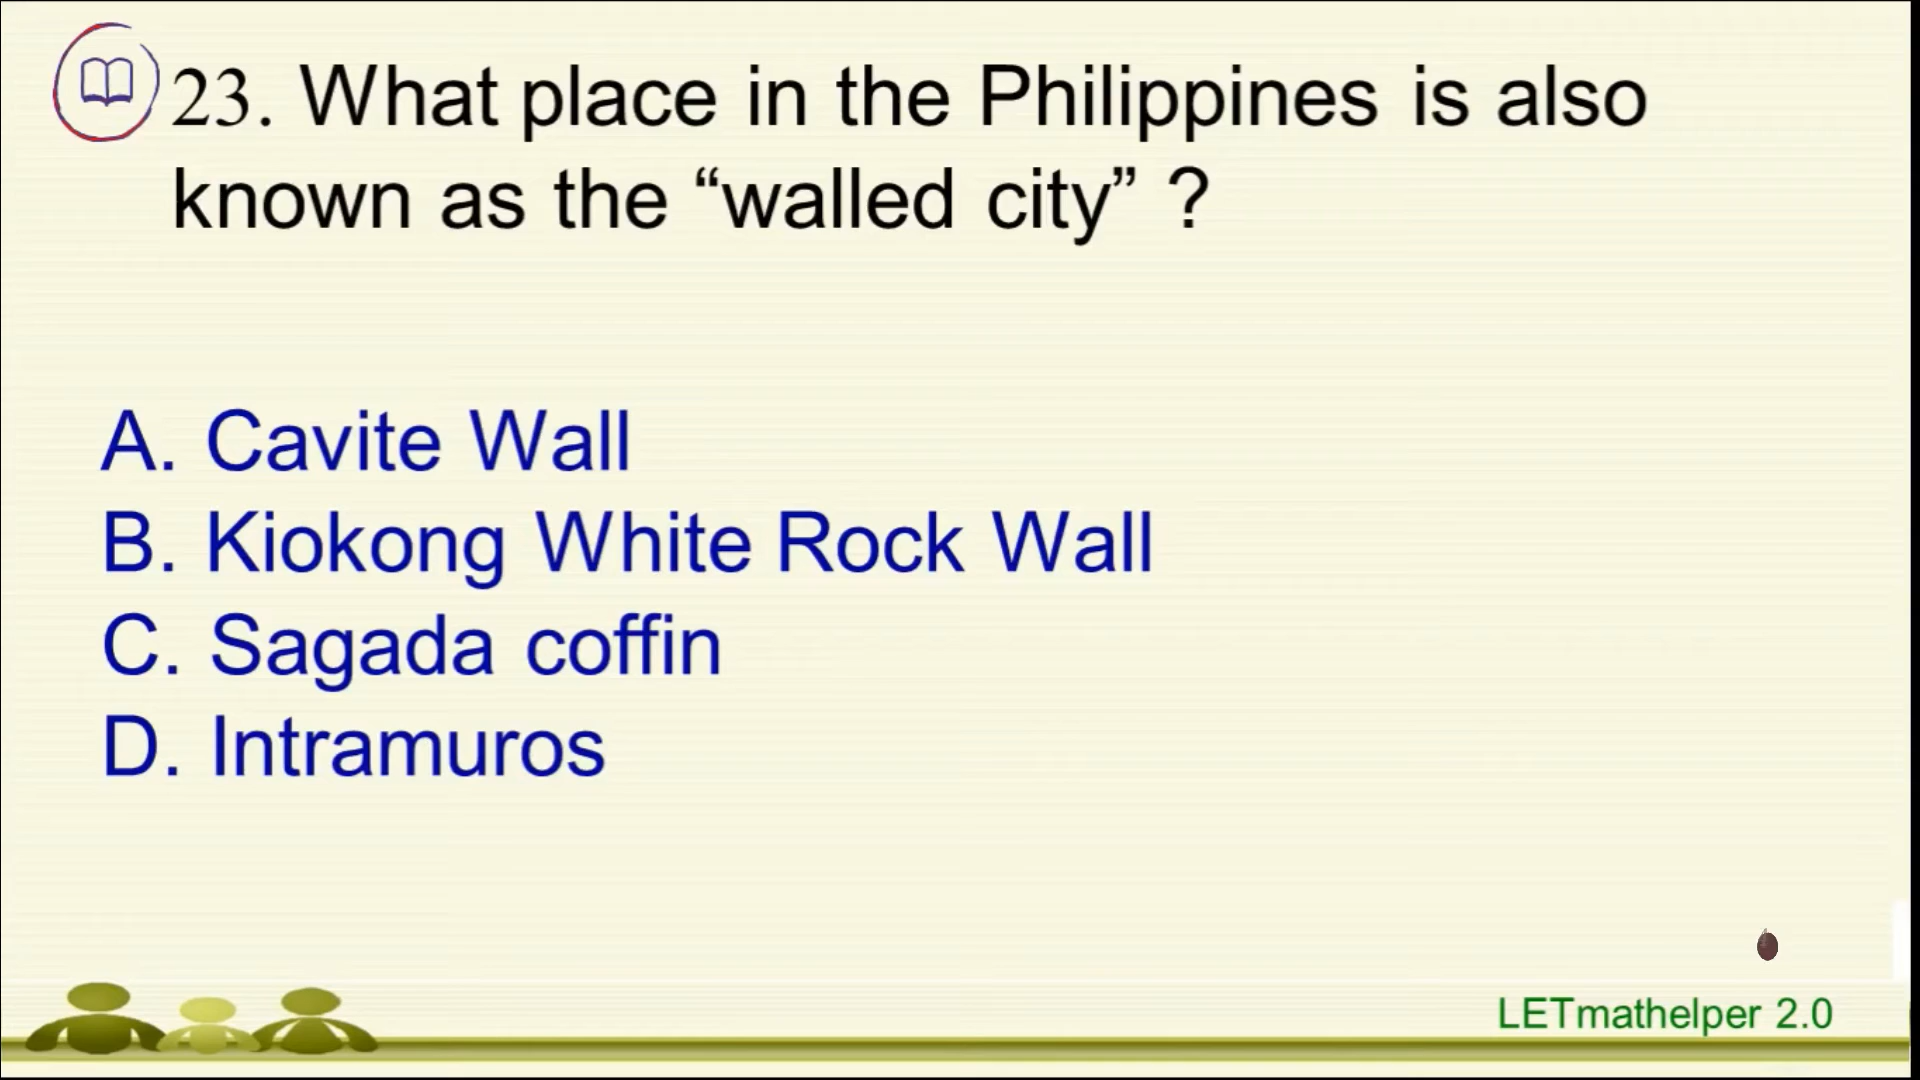 23. What place in the Philippines is also
known as the “walled city” ?
A. Cavite Wall
B. Kiokong White Rock Wall
C. Sagada coffin
D. Intramuros
LETmathelper 2.0